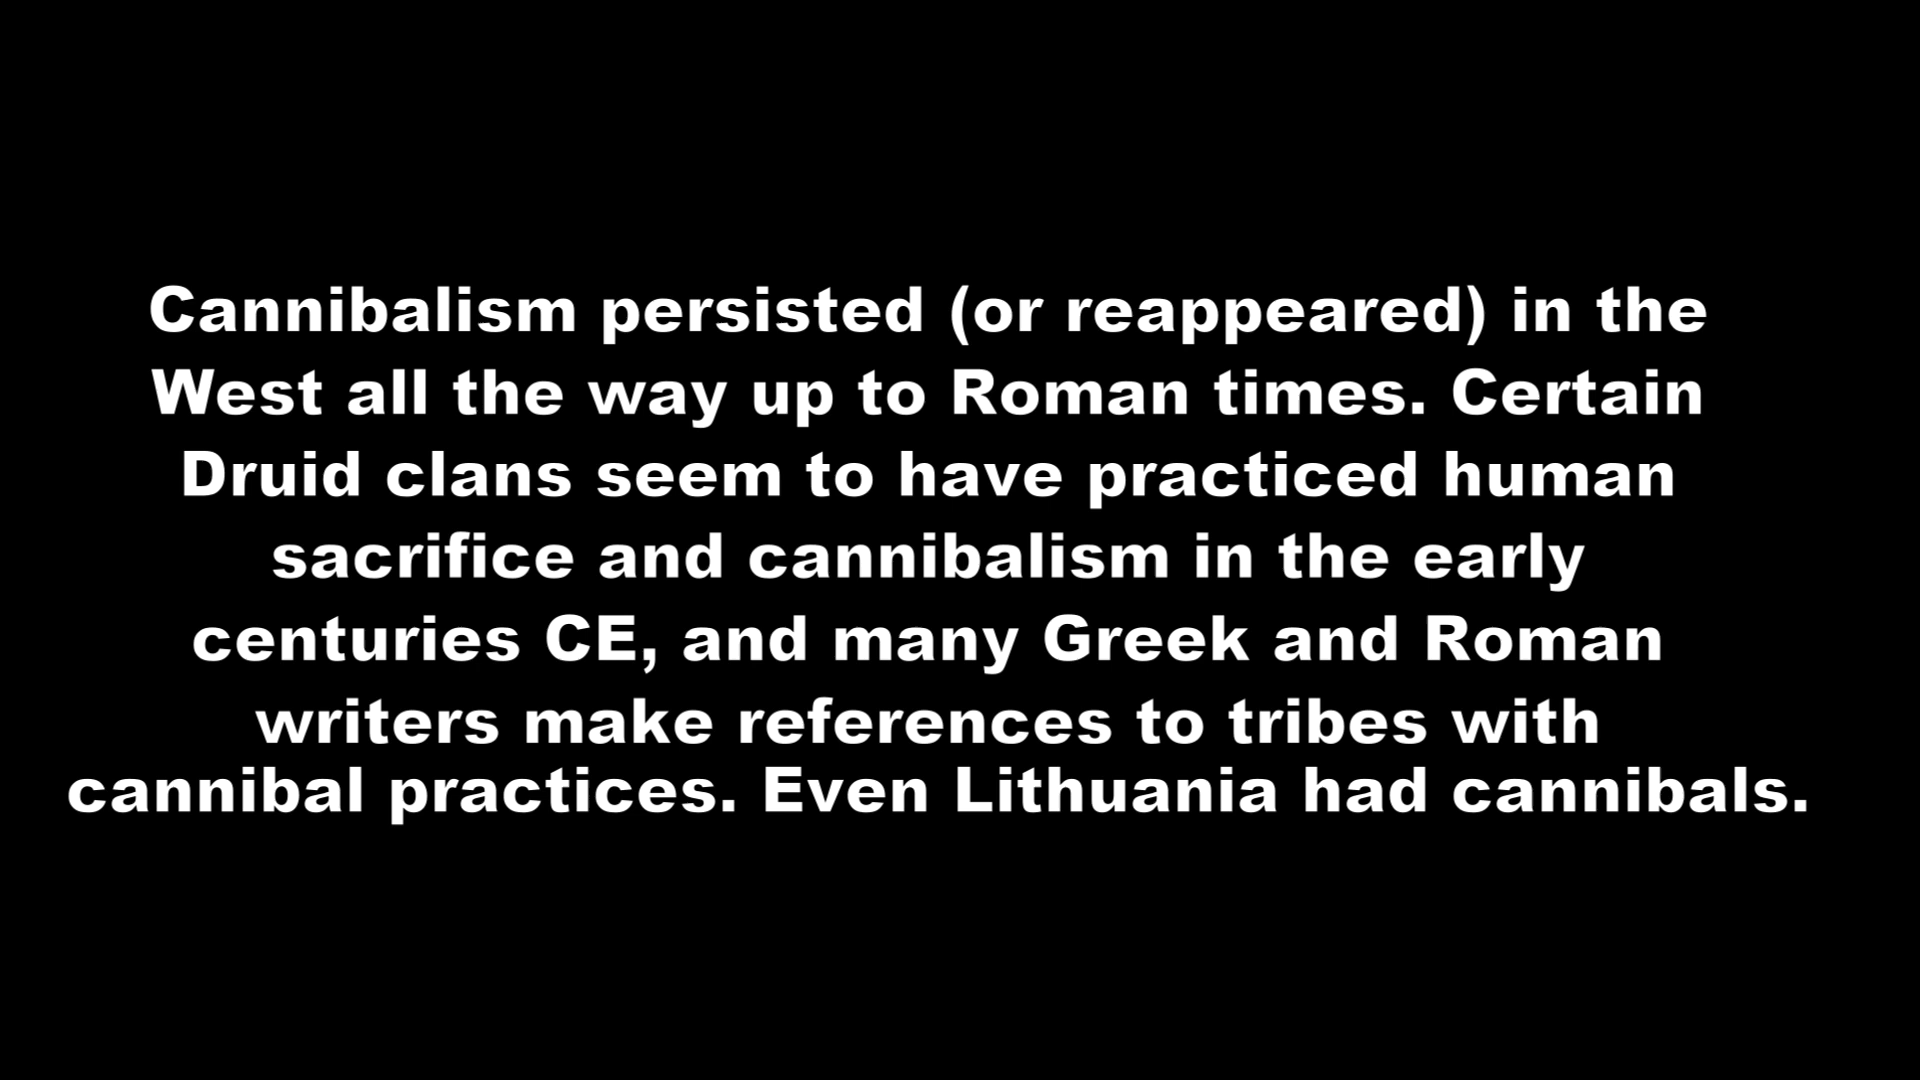 Cannibalism persisted (or reappeared) in the
West all the way up to Roman times. Certain
Druid clans seem to have practiced human
sacrifice and cannibalism in the early
centuries CE, and many Greek and Roman
writers make references to tribes with
cannibal practices. Even Lithuania had cannibals.